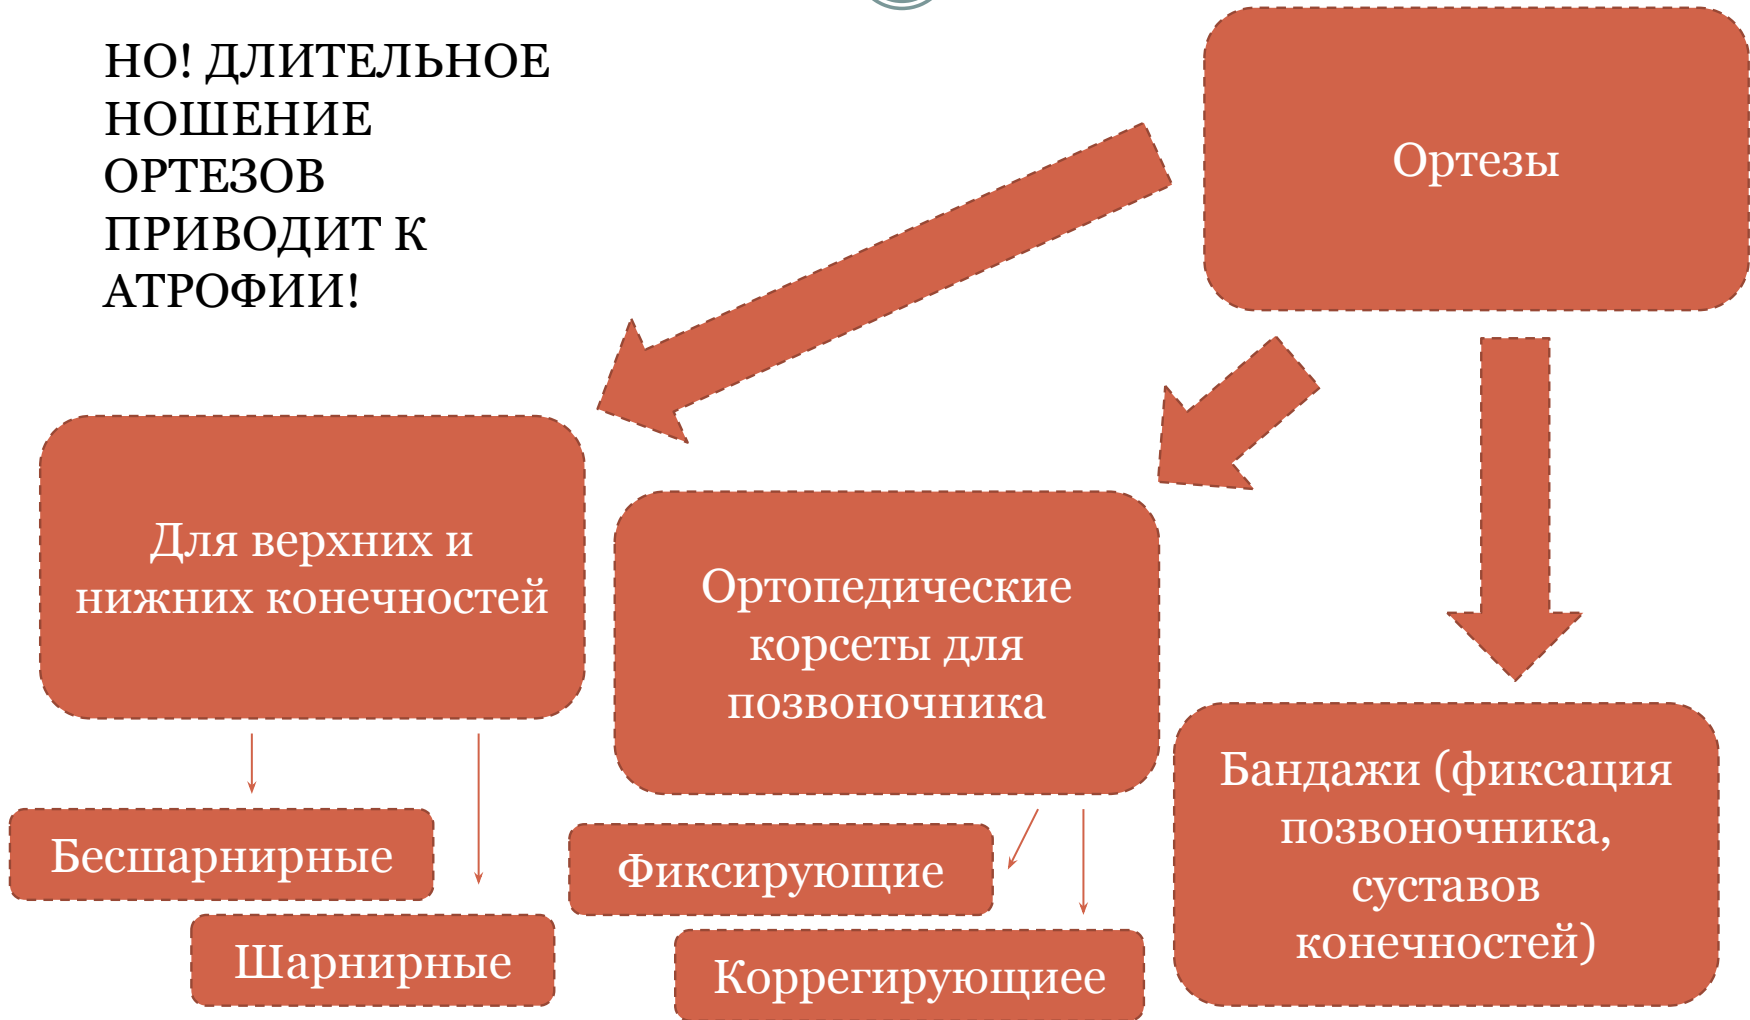 НО! ДЛИТЕЛЬНОЕ
НОШЕНИЕ
ОРТЕЗОВ
ПРИВОДИТ К
АТРОФИИ!
Ортезы
Для верхних и
нижних конечностей
Ортопедические
корсеты для
позвоночника
Бандажи (фиксация
позвоночника,
суставов
конечностей)
Бесшарнирные
Шарнирные
Фиксирующие
Коррегирующиее